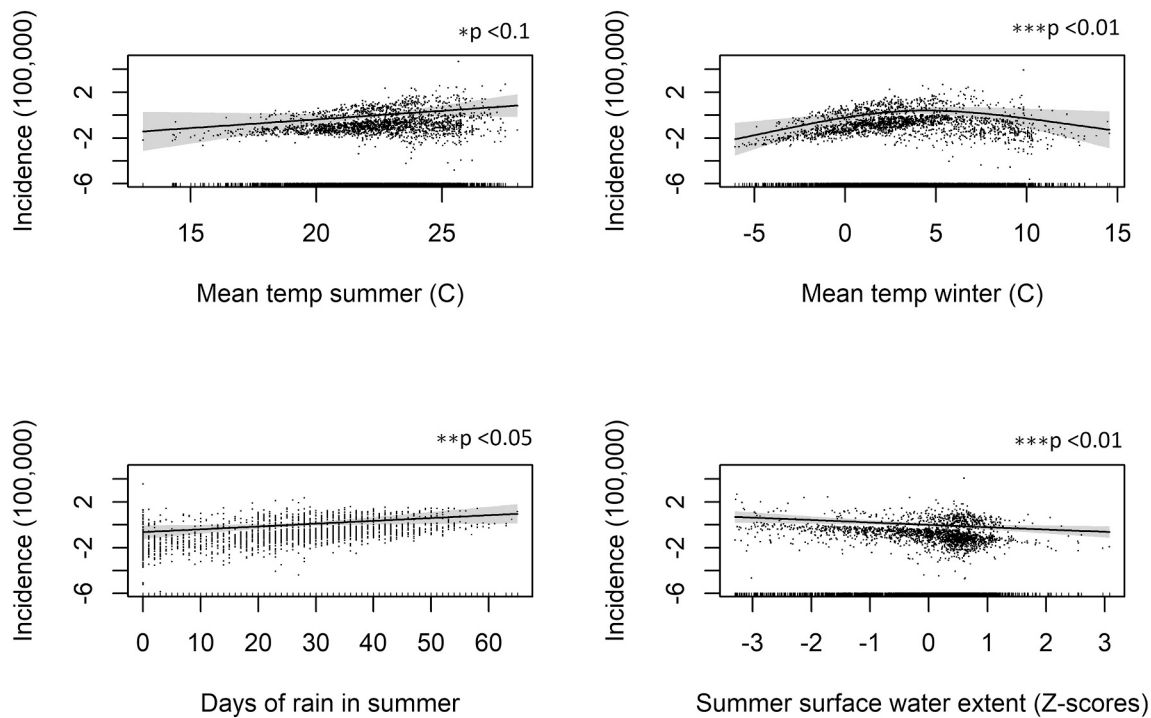 *p <0.1
Incidence (100,000)
2
-2
-6
15 20 25
Mean temp summer (C)
***p <0.01
Incidence (100,000)
2
-2
-6
-5 0 5 10 15
Mean temp winter (C)
**p <0.05
Incidence (100,000)
2
-2
-6
0 10 20 30 40 50 60
Days of rain in summer
***p <0.01
Incidence (100,000)
2
-2
-6
-3 -2 -1 0 1 2 3
Summer surface water extent (Z-scores)